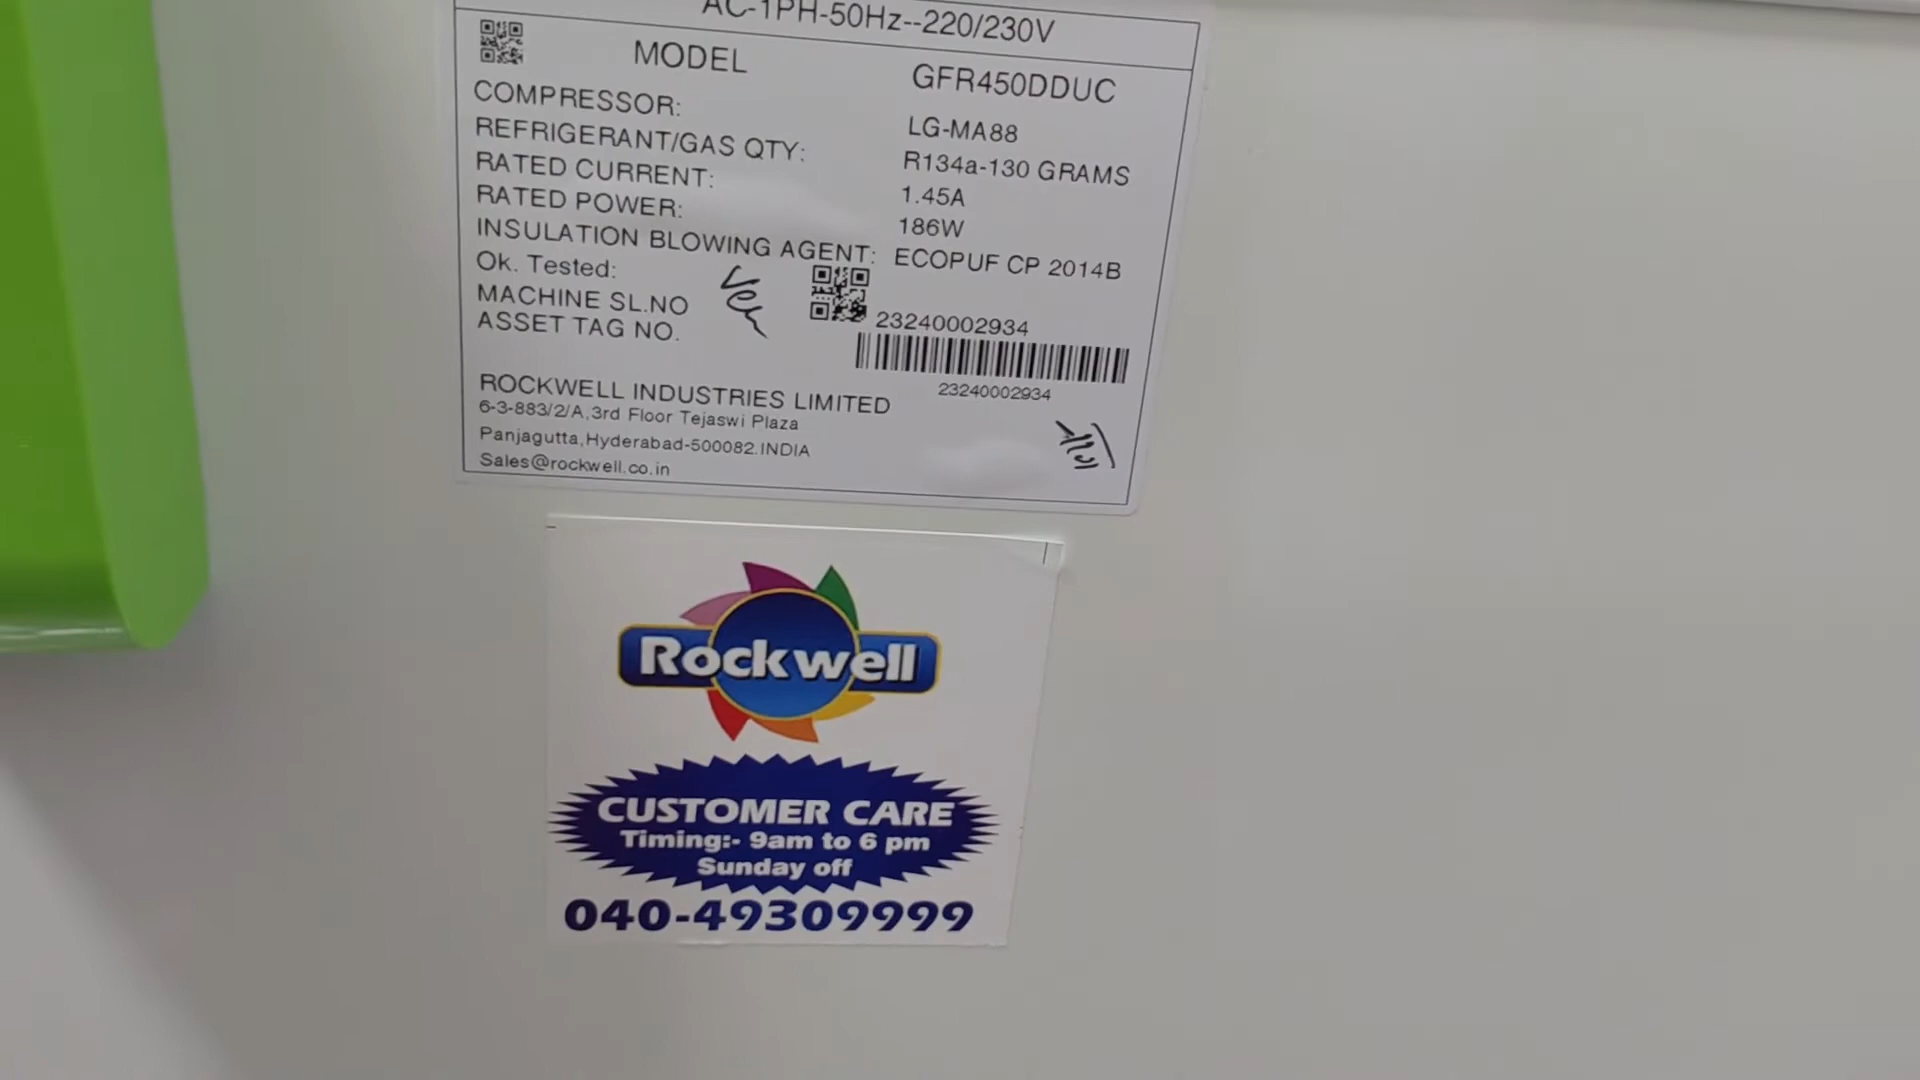 AC-1PH-50Hz--220/230V
MODEL GFR450DDUC
COMPRESSOR: LG-MA88
REFRIGERANT/GAS QTY: R134a-130 GRAMS
RATED CURRENT: 1.45A
RATED POWER: 186W
INSULATION BLOWING AGENT: ECOPUF CP 2014B
Ok. Tested:
MACHINE SL.NO 23240002934
ASSET TAG NO.
23240002934
ROCKWELL INDUSTRIES LIMITED
6-3-883/2/A,3rd Floor Tejaswi Plaza
Panjagutta,Hyderabad-500082.INDIA
Sales@rockwell.co.in
Rockwell
CUSTOMER CARE
Timing:- 9am to 6 pm
Sunday off
040-49309999